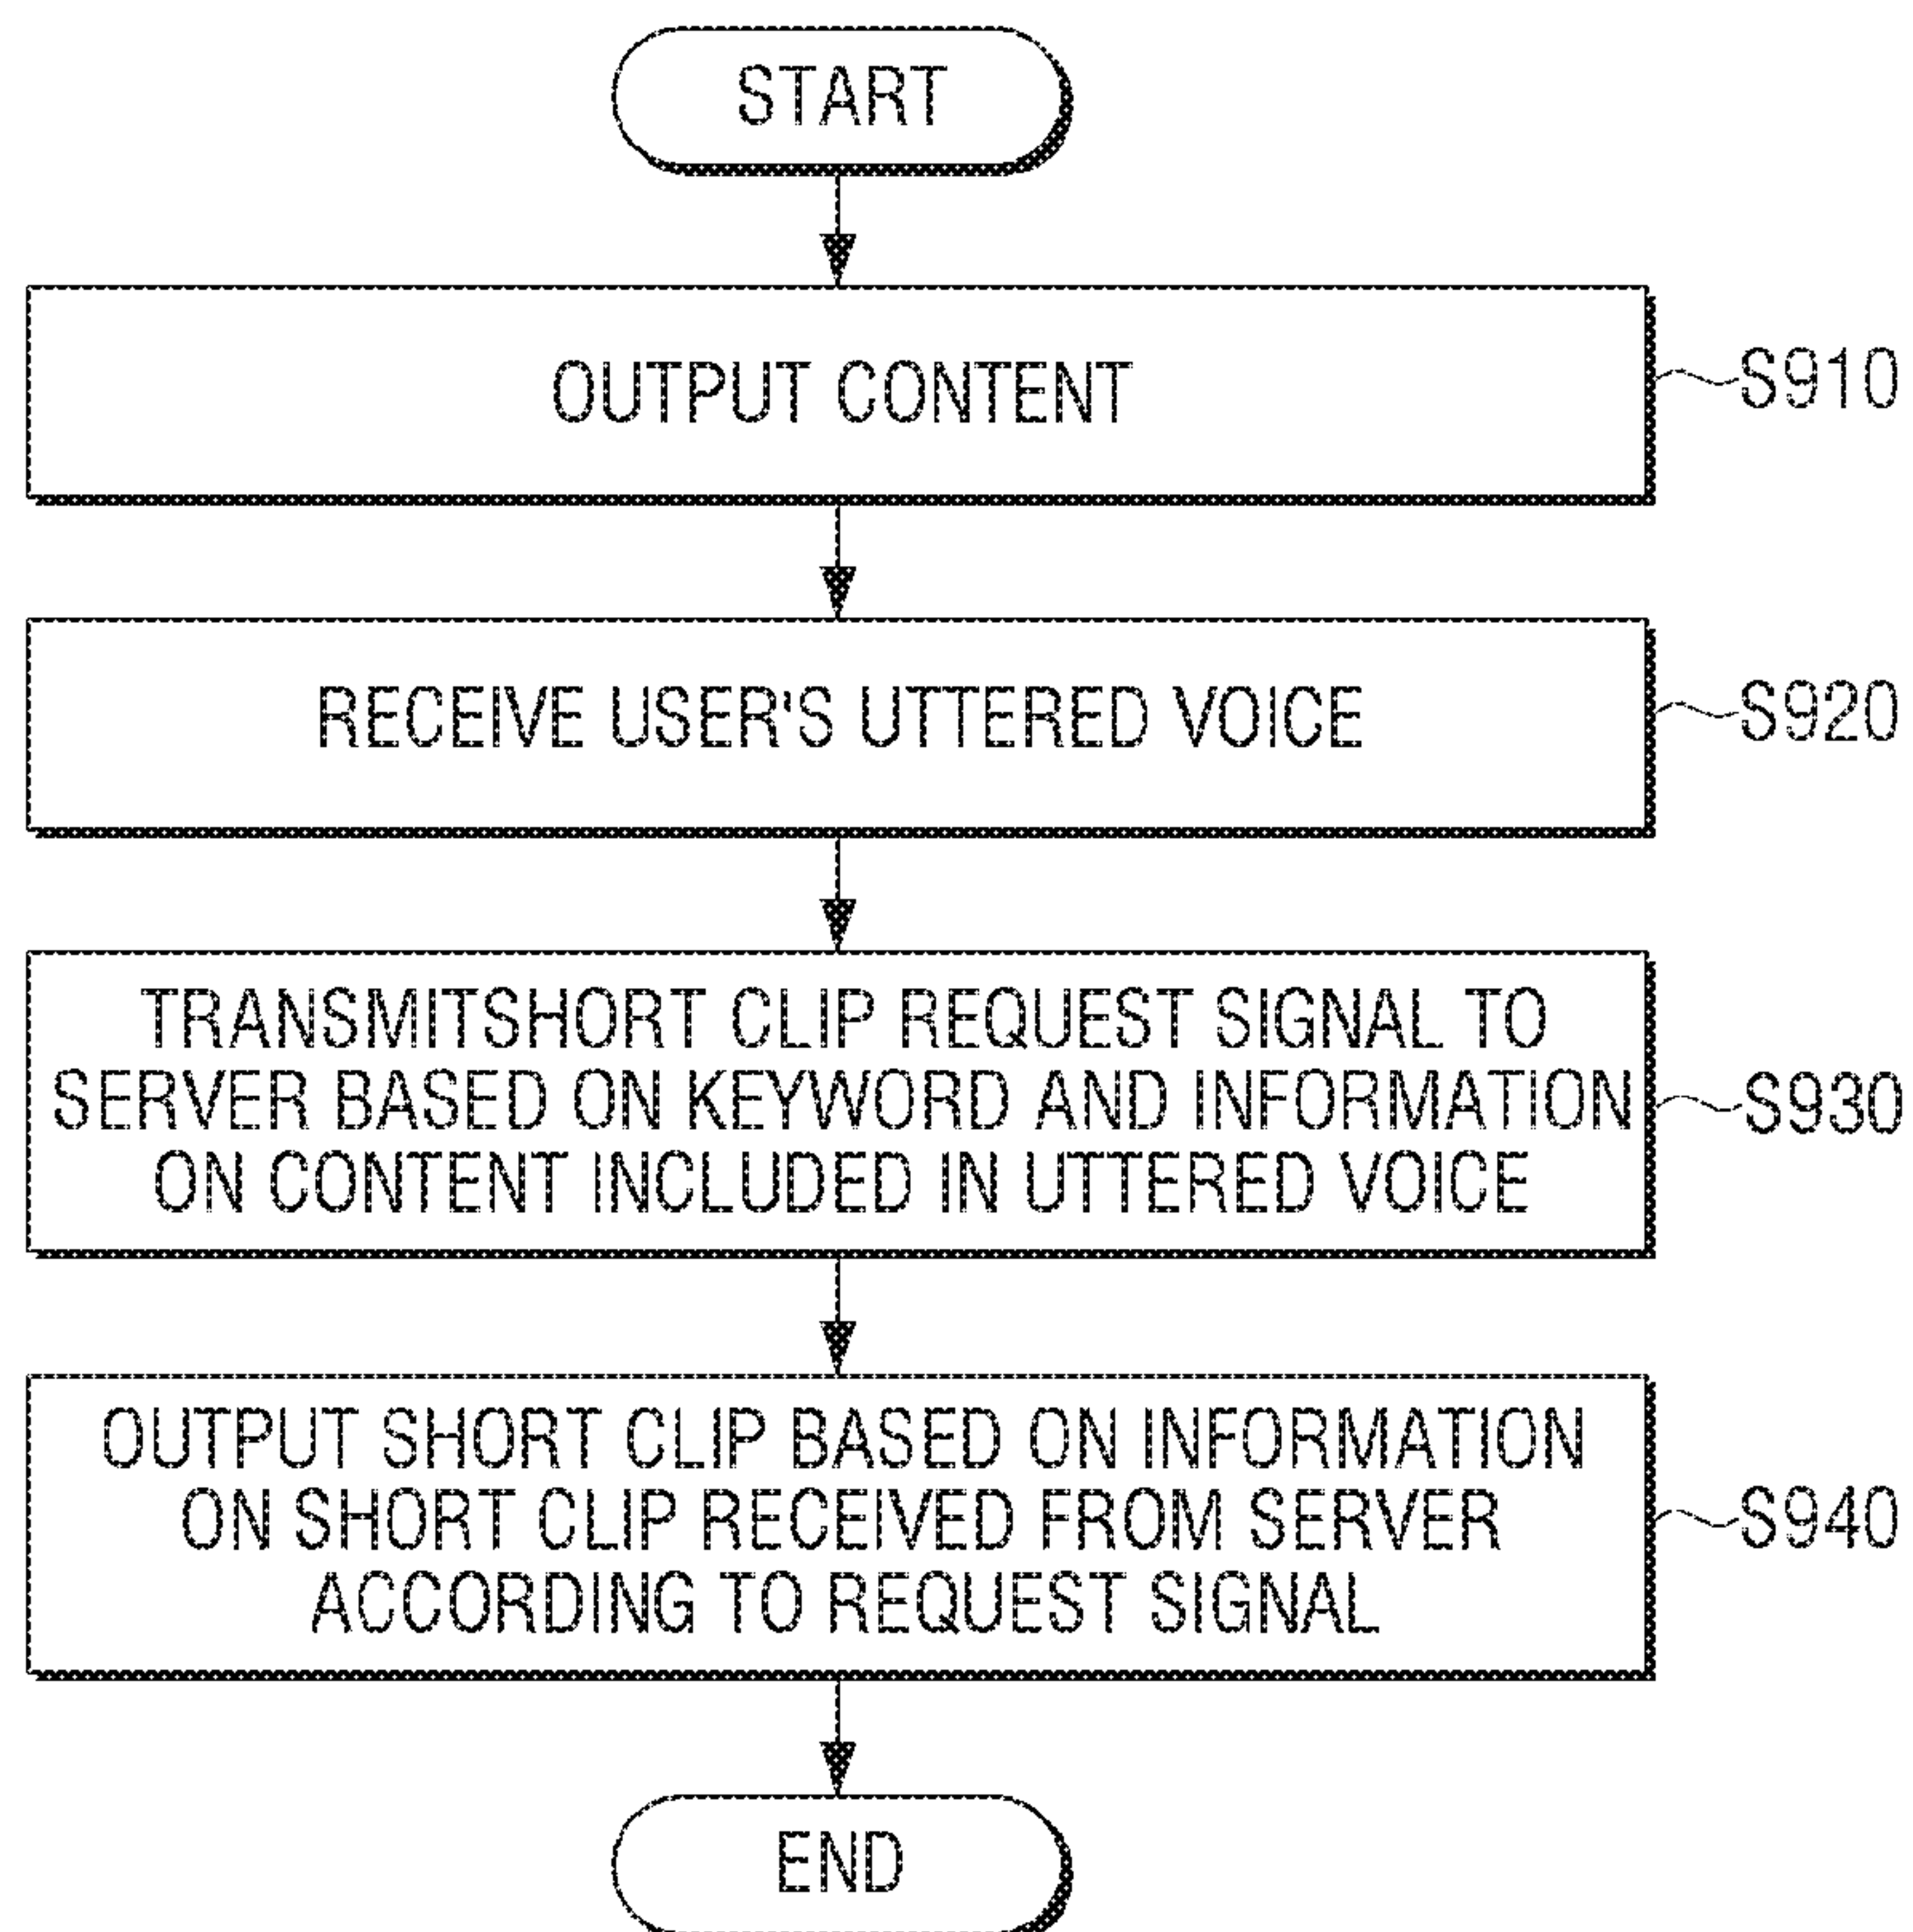 START
OUTPUT CONTENT
S910
RECEIVE USER'S UTTERED VOICE
S920
TRANSMITSHORT CLIP REQUEST SIGNAL TO
SERVER BASED ON KEYWORD AND INFORMATION
ON CONTENT INCLUDED IN UTTERED VOICE
S930
OUTPUT SHORT CLIP BASED ON INFORMATION
ON SHORT CLIP RECEIVED FROM SERVER
ACCORDING TO REQUEST SIGNAL
S940
END